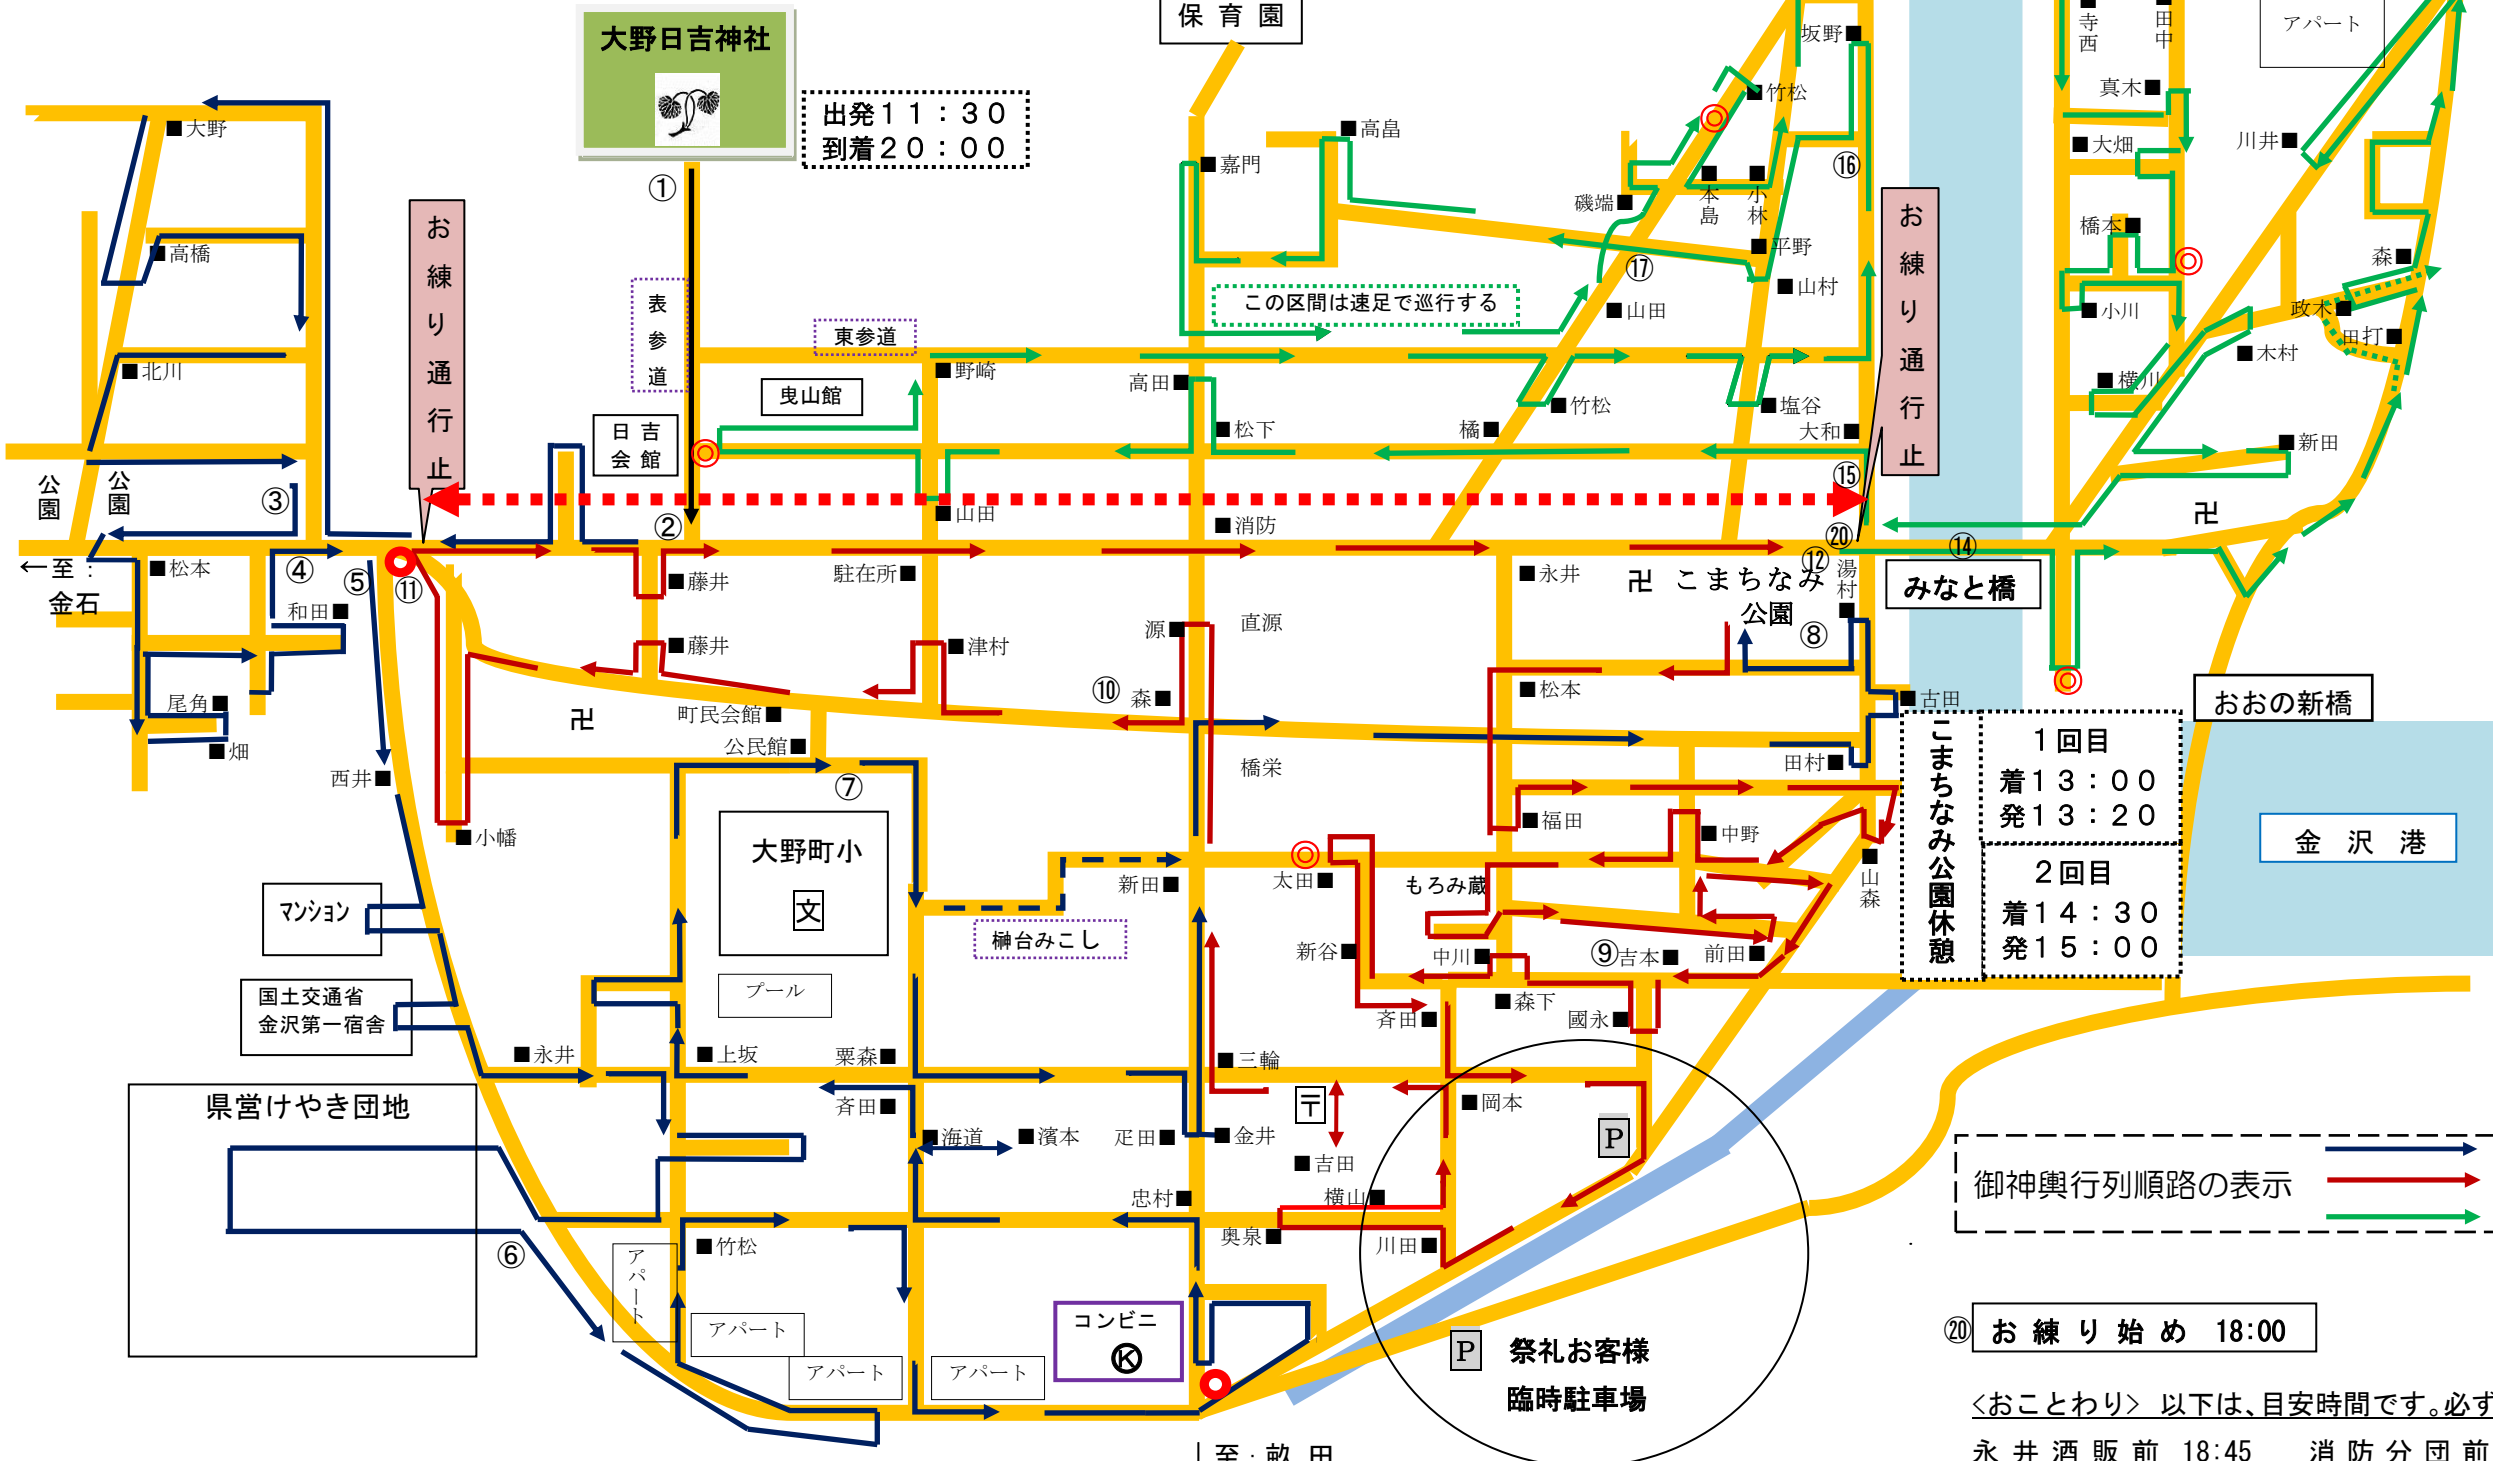 保育園
大野日吉神社
出発11:30
到着20:00
■大野
■高橋
■北川
お練り通行止
①
表参道
東参道
この区間は速足で巡行する
曳山館
日吉
会館
■野崎
■嘉門
■高畠
高田■
■松下
橘■
大和■
坂野■
■竹松
磯端■
■本島
■小林
■平野
■山村
■山田
⑯
⑰
■竹松
■塩谷
お練り通行止
■寺西
■田中
アパート
真木■
■大畑
川井■
橋本■
■小川
森■
政木■
田打■
■木村
■横川
■新田
卍
公園
公園
③
②
■山田
■消防
⑮
⑳
⑫
⑭
←至:
金石
■松本
④
⑤
⑪
和田■
■藤井
駐在所■
■永井
卍
こまちなみ
公園
湯村■
みなと橋
⑧
■藤井
■津村
源■
直源
尾角■
■畑
卍
町民会館■
公民館■
⑩
森■
■松本
■古田
おおの新橋
西井■
⑦
橋栄
田村■
こまちなみ公園休憩
1回目
着13:00
発13:20
2回目
着14:30
発15:00
金沢港
■小幡
大野町小
文
■福田
■中野
マンション
新田■
太田■
もろみ蔵
■山森
榊台みこし
新谷■
中川■
⑨
吉本■
前田■
国土交通省
金沢第一宿舎
プール
斉田■
■森下
國永■
■永井
■上坂
栗森■
■三輪
県営けやき団地
斉田■
〒
■岡本
■海道
■濱本
疋田■
■金井
■吉田
P
忠村■
横山■
御神輿行列順路の表示
⑥
■竹松
アパート
奥泉■
川田■
アパート
アパート
アパート
コンビニ
Ⓚ
P
祭礼お客様
臨時駐車場
⑳
お練り始め 18:00
<おことわり> 以下は、目安時間です。必ず
永井酒販前 18:45 消防分団前
至・畝田